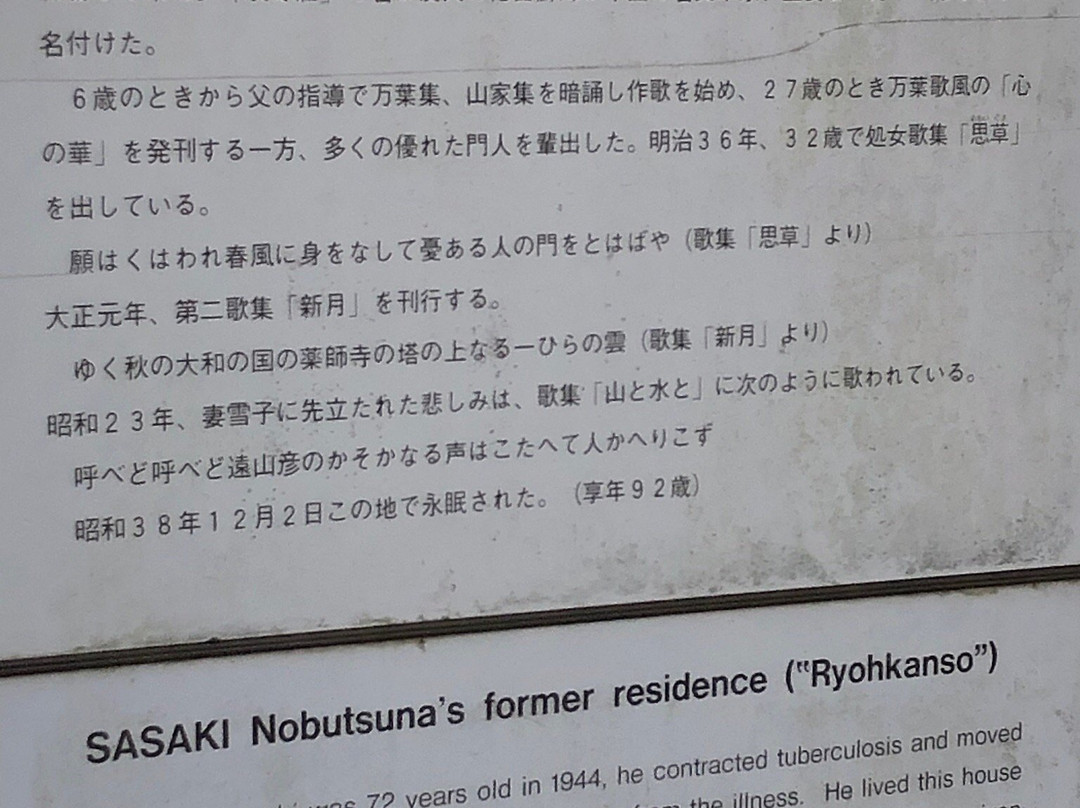 名付けた。
6歳のときから父の指導で万葉集、山家集を暗誦し作歌を始め、27歳のとき万葉歌風の「心
の華」を発刊する一方、多くの優れた門人を輩出した。明治36年、32歳で処女歌集「思草」
を出している。
願はくはわれ春風に身をなして憂ある人の門をとはばや(歌集「思草」より)
大正元年、第二歌集「新月」を刊行する。
ゆく秋の大和の国の薬師寺の塔の上なる一ひらの雲(歌集「新月」より)
昭和23年、妻雪子に先立たれた悲しみは、歌集「山と水と」に次のように歌われている。
呼べど呼べど遠山彦のかそかなる声はこたへて人かへりこず
昭和38年12月2日この地で永眠された。(享年92歳)
SASAKI Nobutsuna's former residence ("Ryohkanso")
was 72 years old in 1944, he contracted tuberculosis and moved
the illness. He lived this house